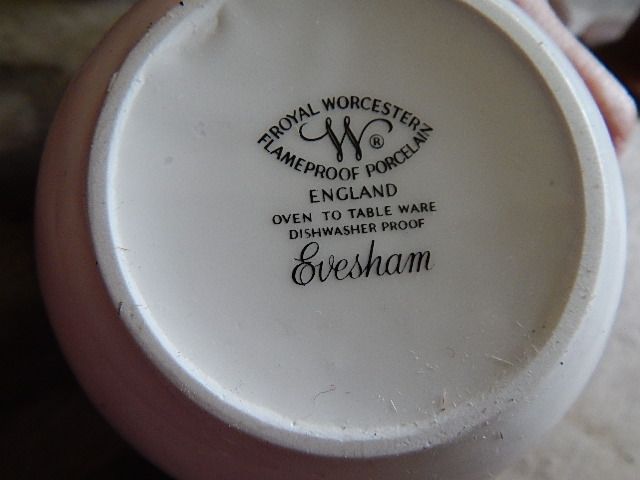 ROYAL WORCESTER
W ®
FLAMEPROOF PORCELAIN
ENGLAND
OVEN TO TABLE WARE
DISHWASHER PROOF
Evesham